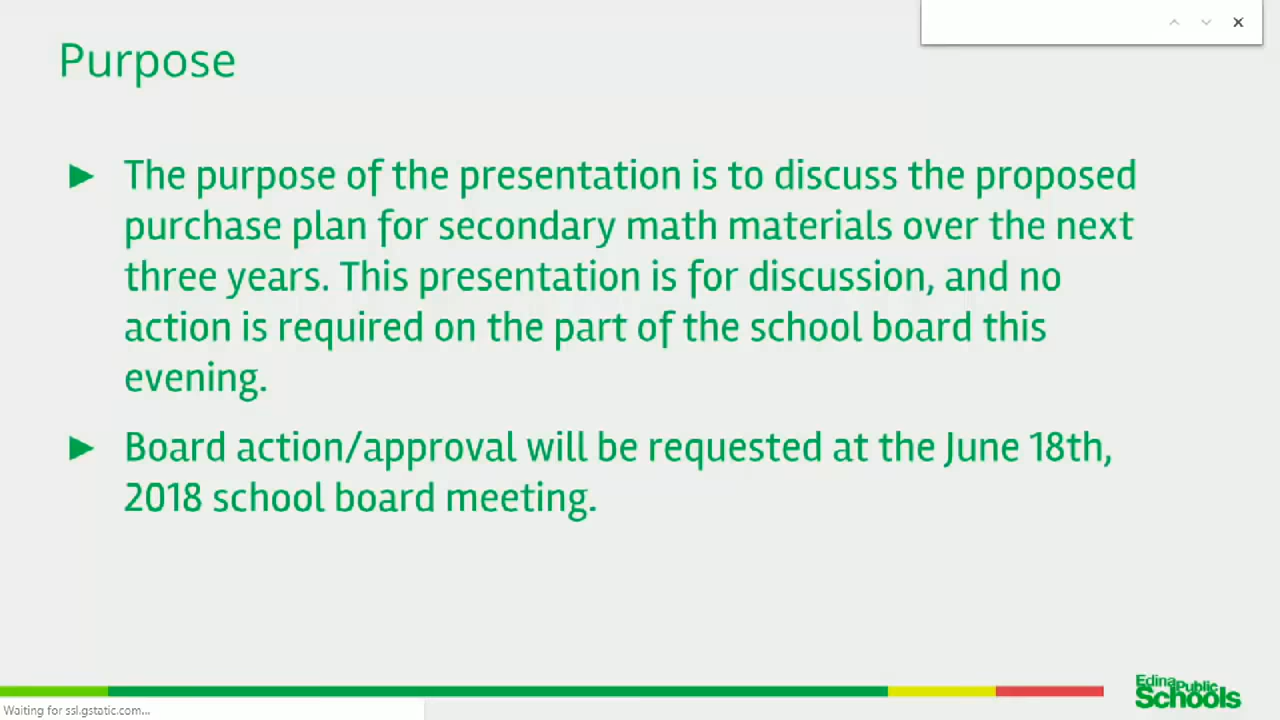 Purpose
► The purpose of the presentation is to discuss the proposed
purchase plan for secondary math materials over the next
three years. This presentation is for discussion, and no
action is required on the part of the school board this
evening.
► Board action/approval will be requested at the June 18th,
2018 school board meeting.
Edina Public
Schools
Waiting for ssl.gstatic.com...